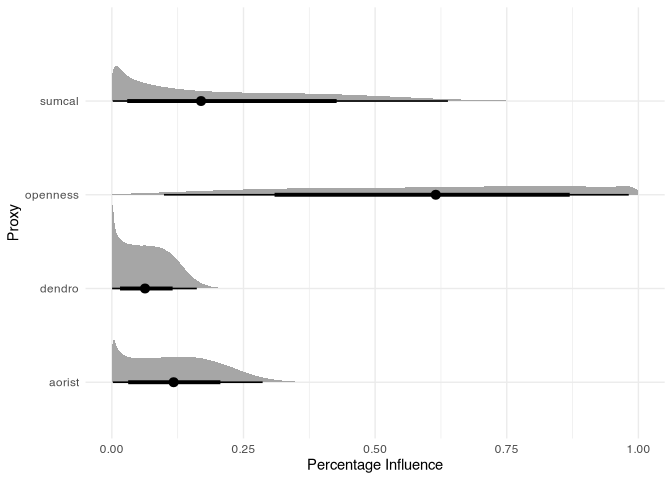 sumcal
openness
dendro
aorist
Proxy
0.00 0.25 0.50 0.75 1.00
Percentage Influence